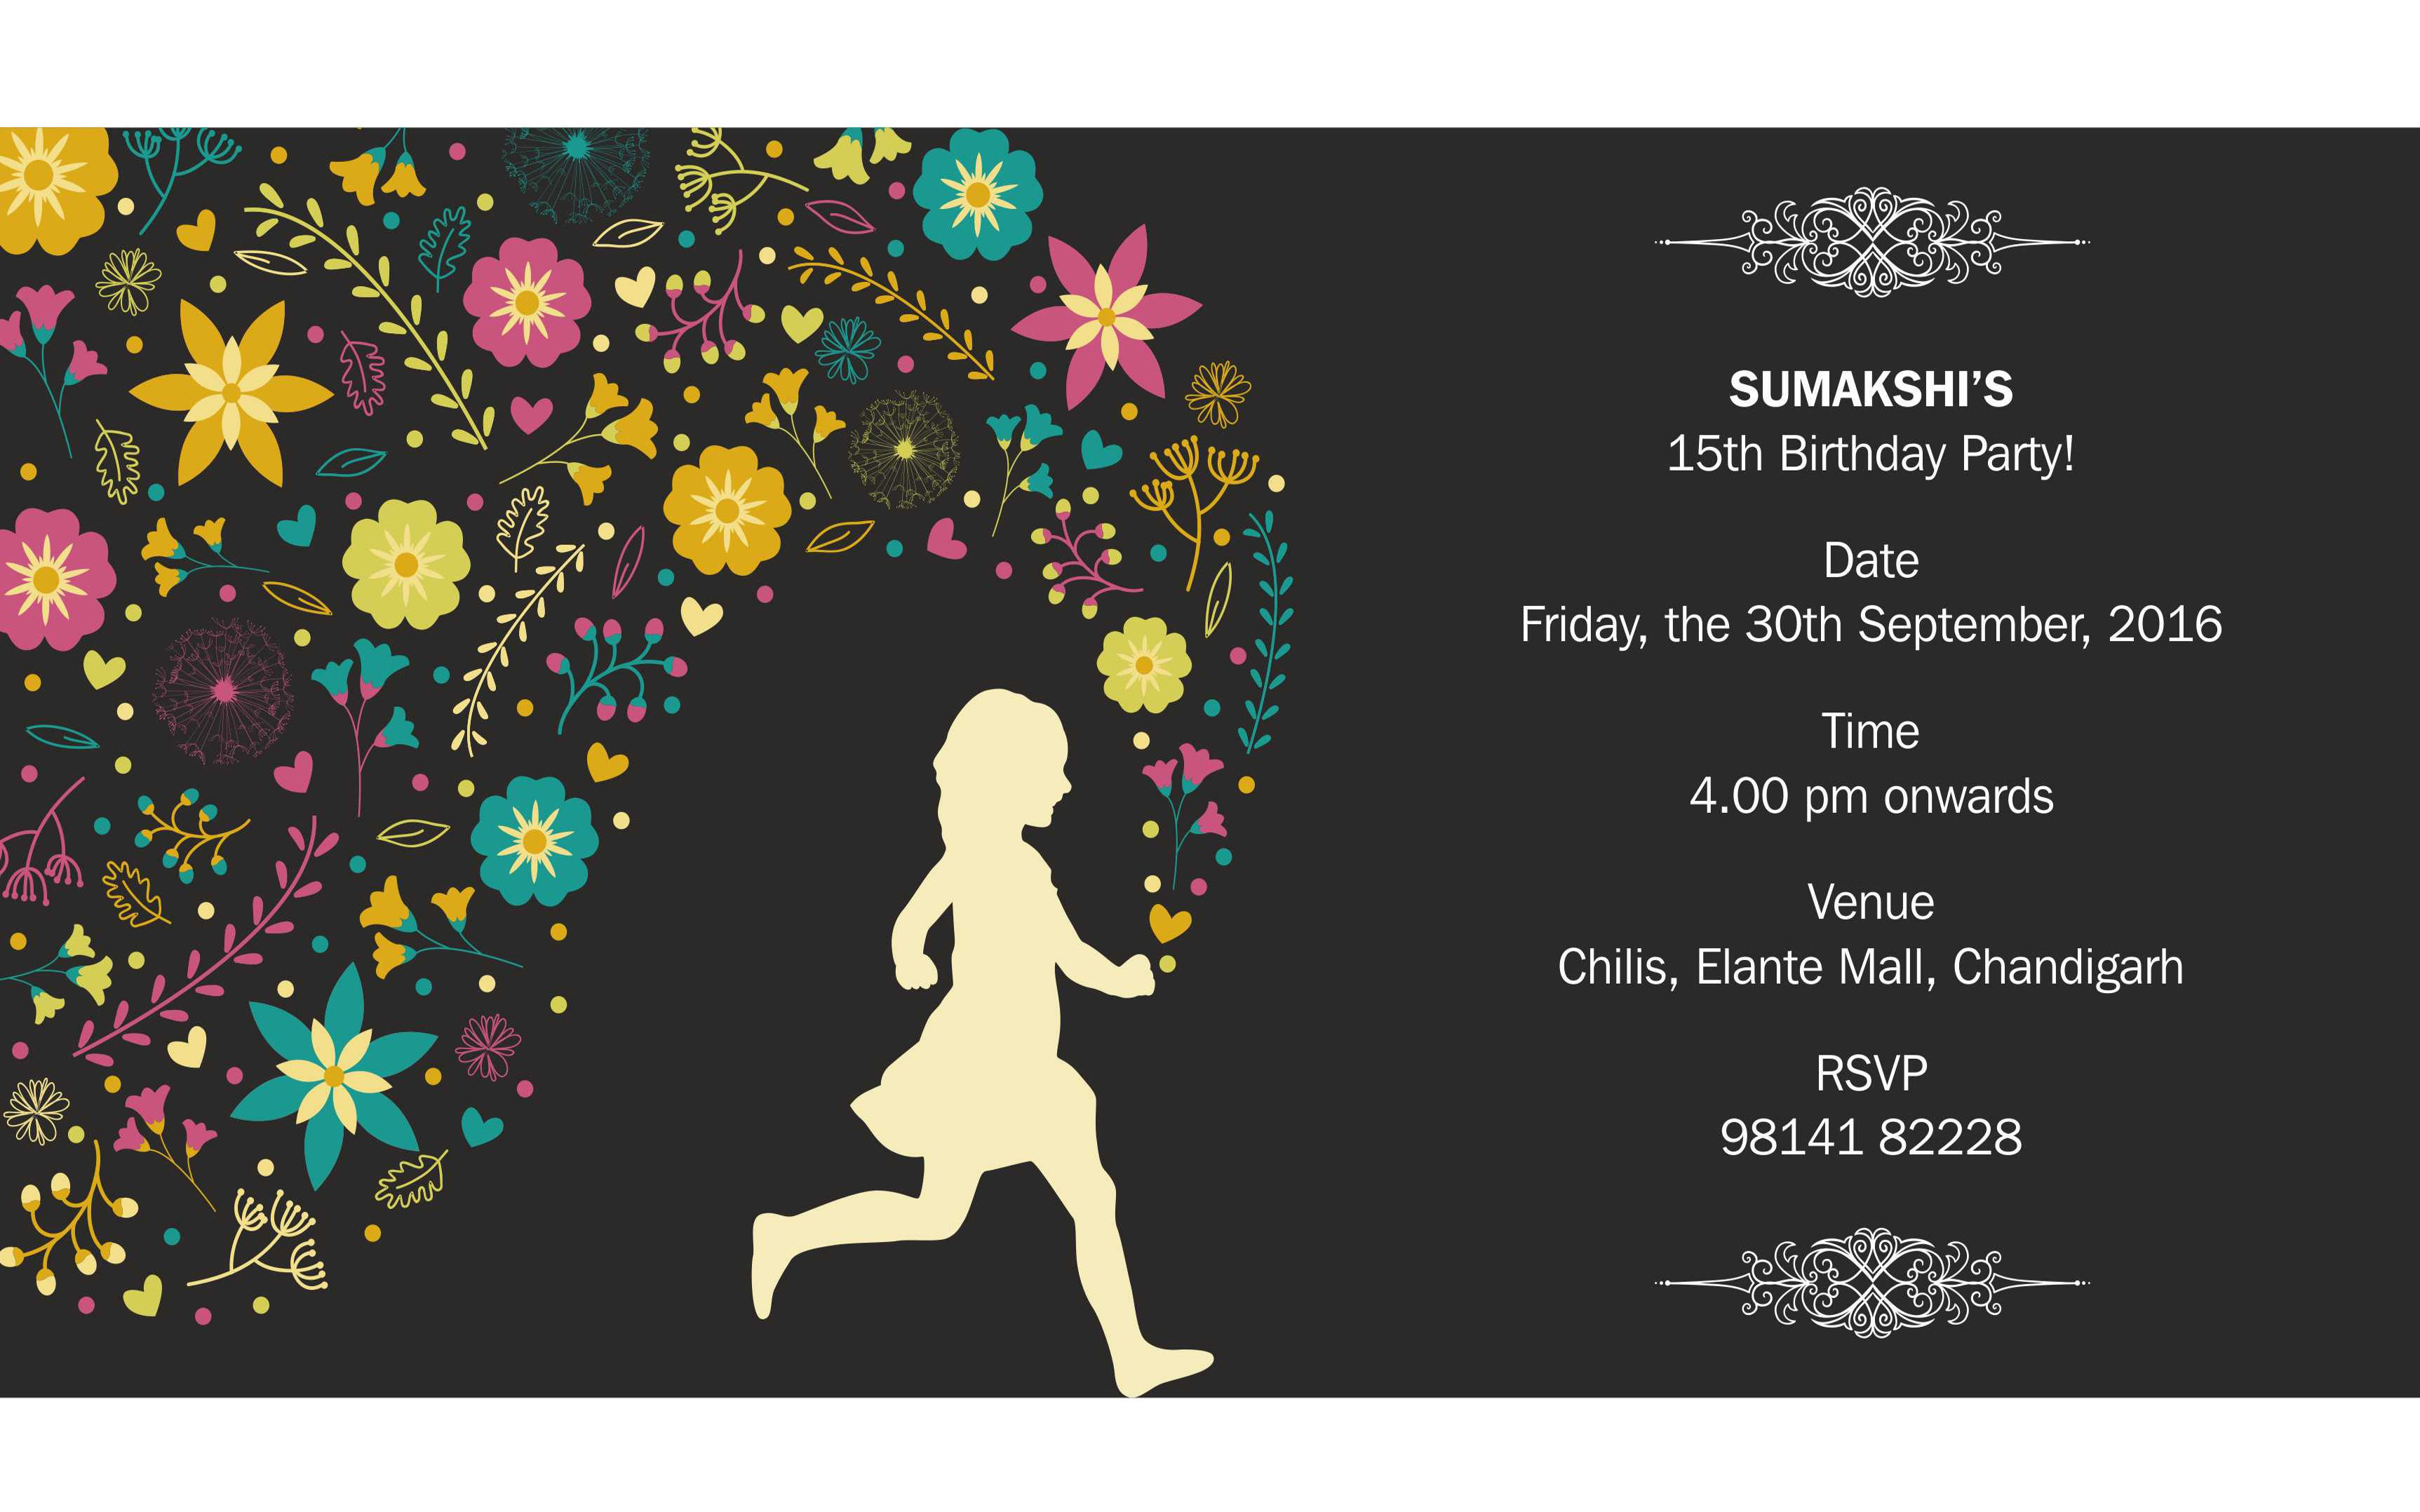 SUMAKSHI’S
15th Birthday Party!
Date
Friday, the 30th September, 2016
Time
4.00 pm onwards
Venue
Chilis, Elante Mall, Chandigarh
RSVP
98141 82228